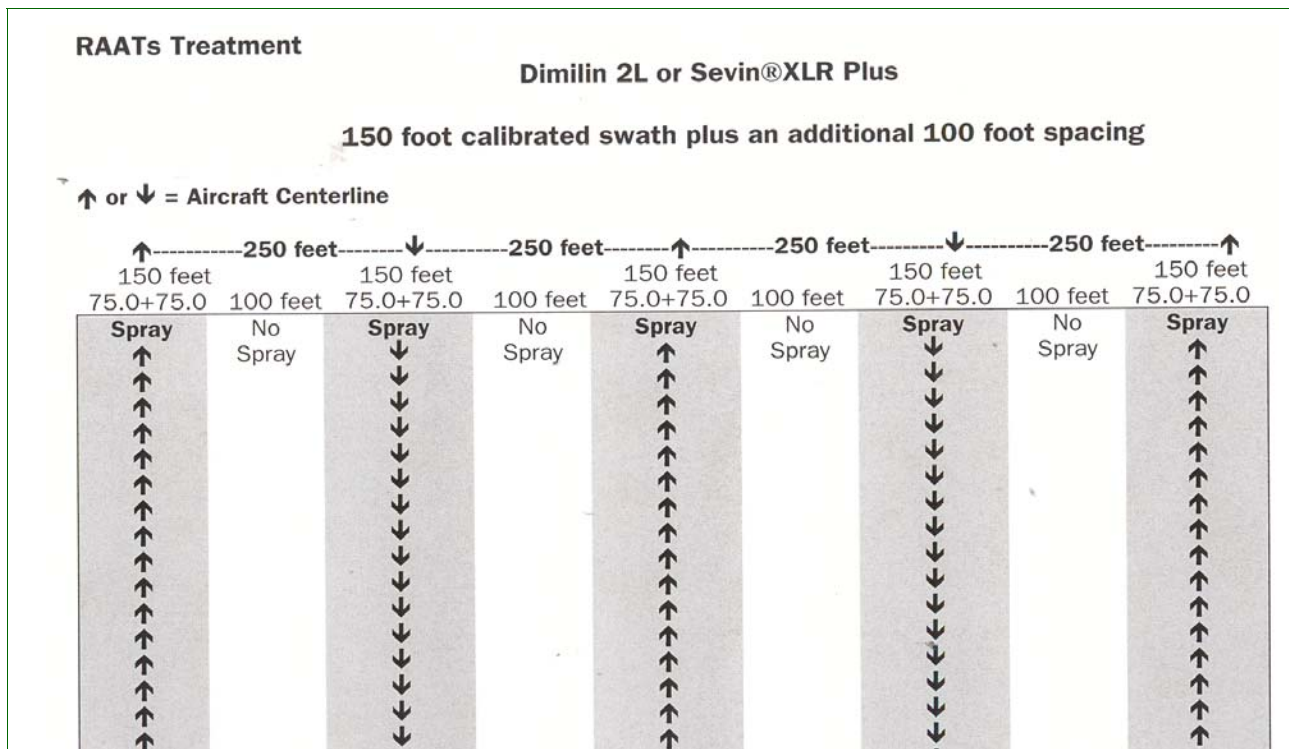 RAATs Treatment
Dimilin 2L or Sevin®XLR Plus
150 foot calibrated swath plus an additional 100 foot spacing
↑ or ↓ = Aircraft Centerline
↑-----------250 feet--------↓----------250 feet--------↑----------250 feet---------↓----------250 feet---------↑
150 feet 150 feet 150 feet 150 feet 150 feet
75.0+75.0 100 feet 75.0+75.0 100 feet 75.0+75.0 100 feet 75.0+75.0 100 feet 75.0+75.0
Spray No Spray No Spray No Spray No Spray
Spray Spray Spray Spray